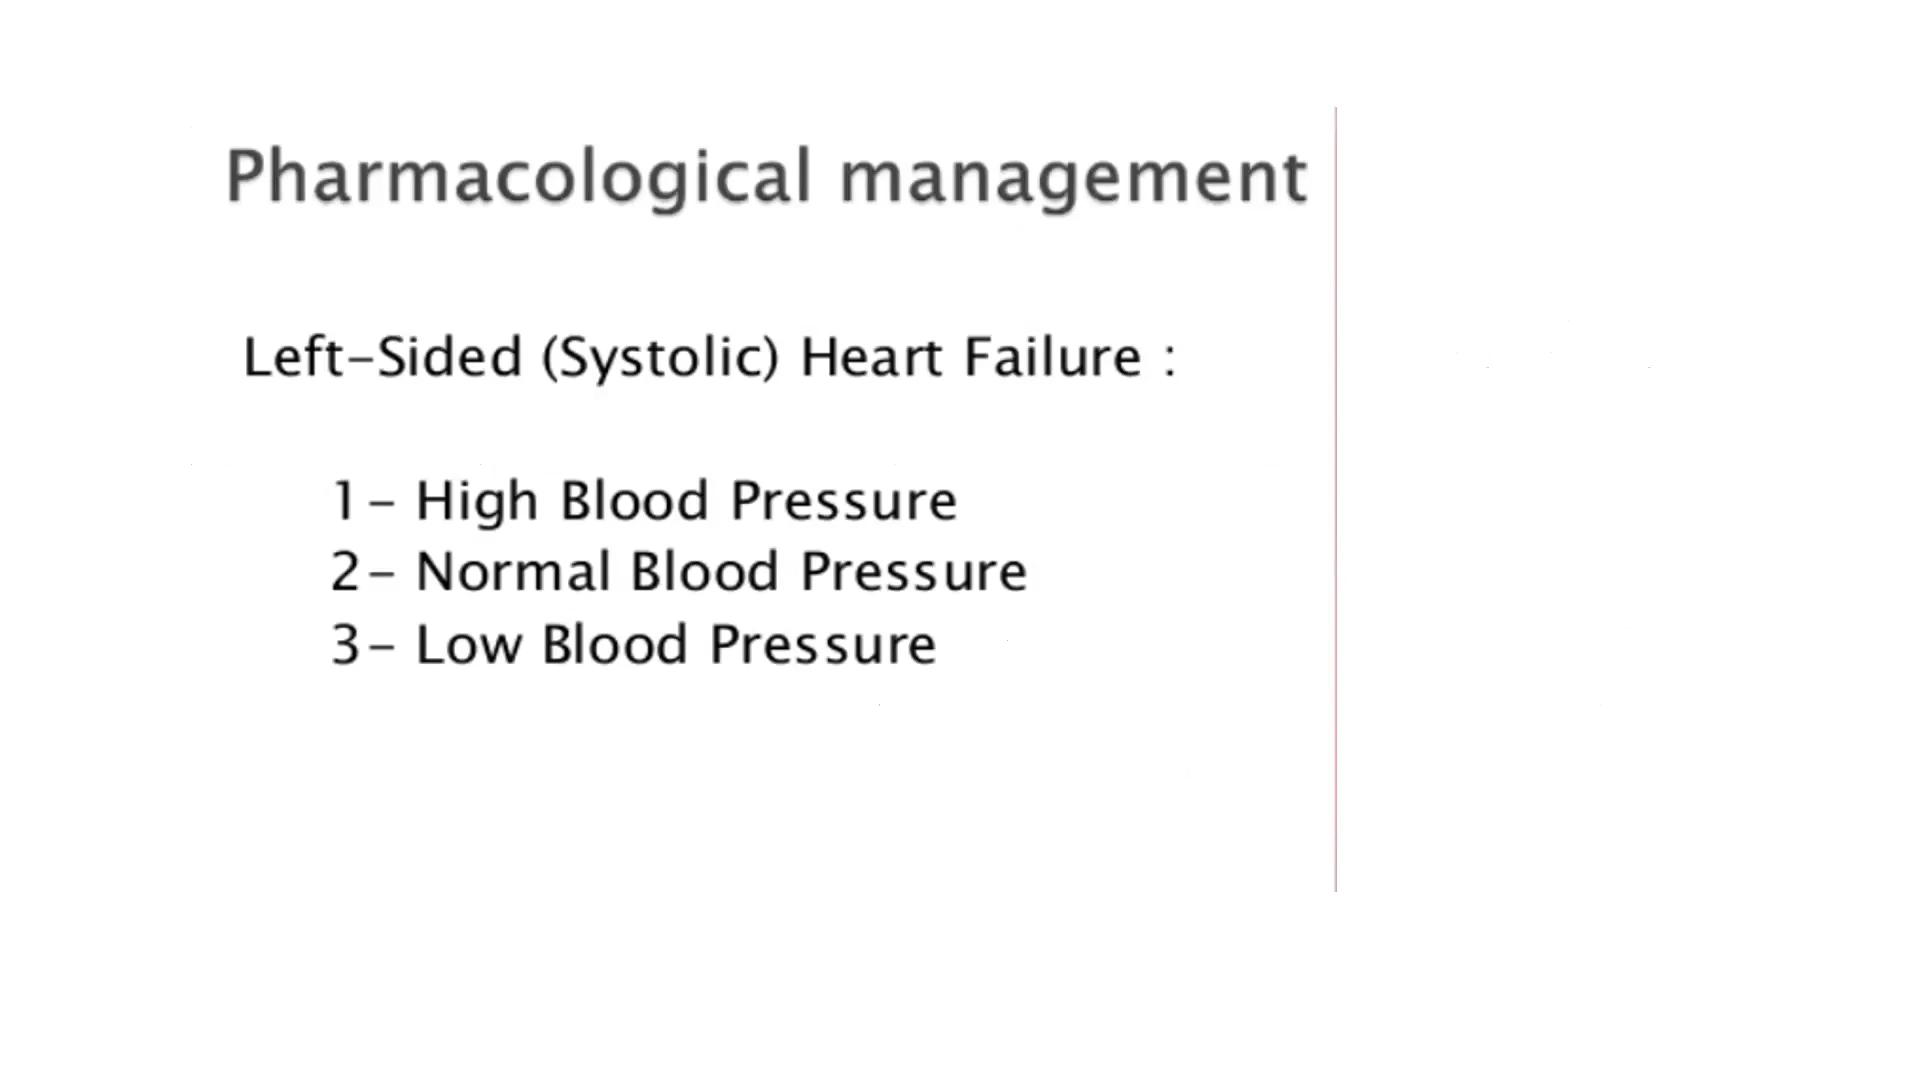 Pharmacological management
Left-Sided (Systolic) Heart Failure :
1- High Blood Pressure
2- Normal Blood Pressure
3- Low Blood Pressure